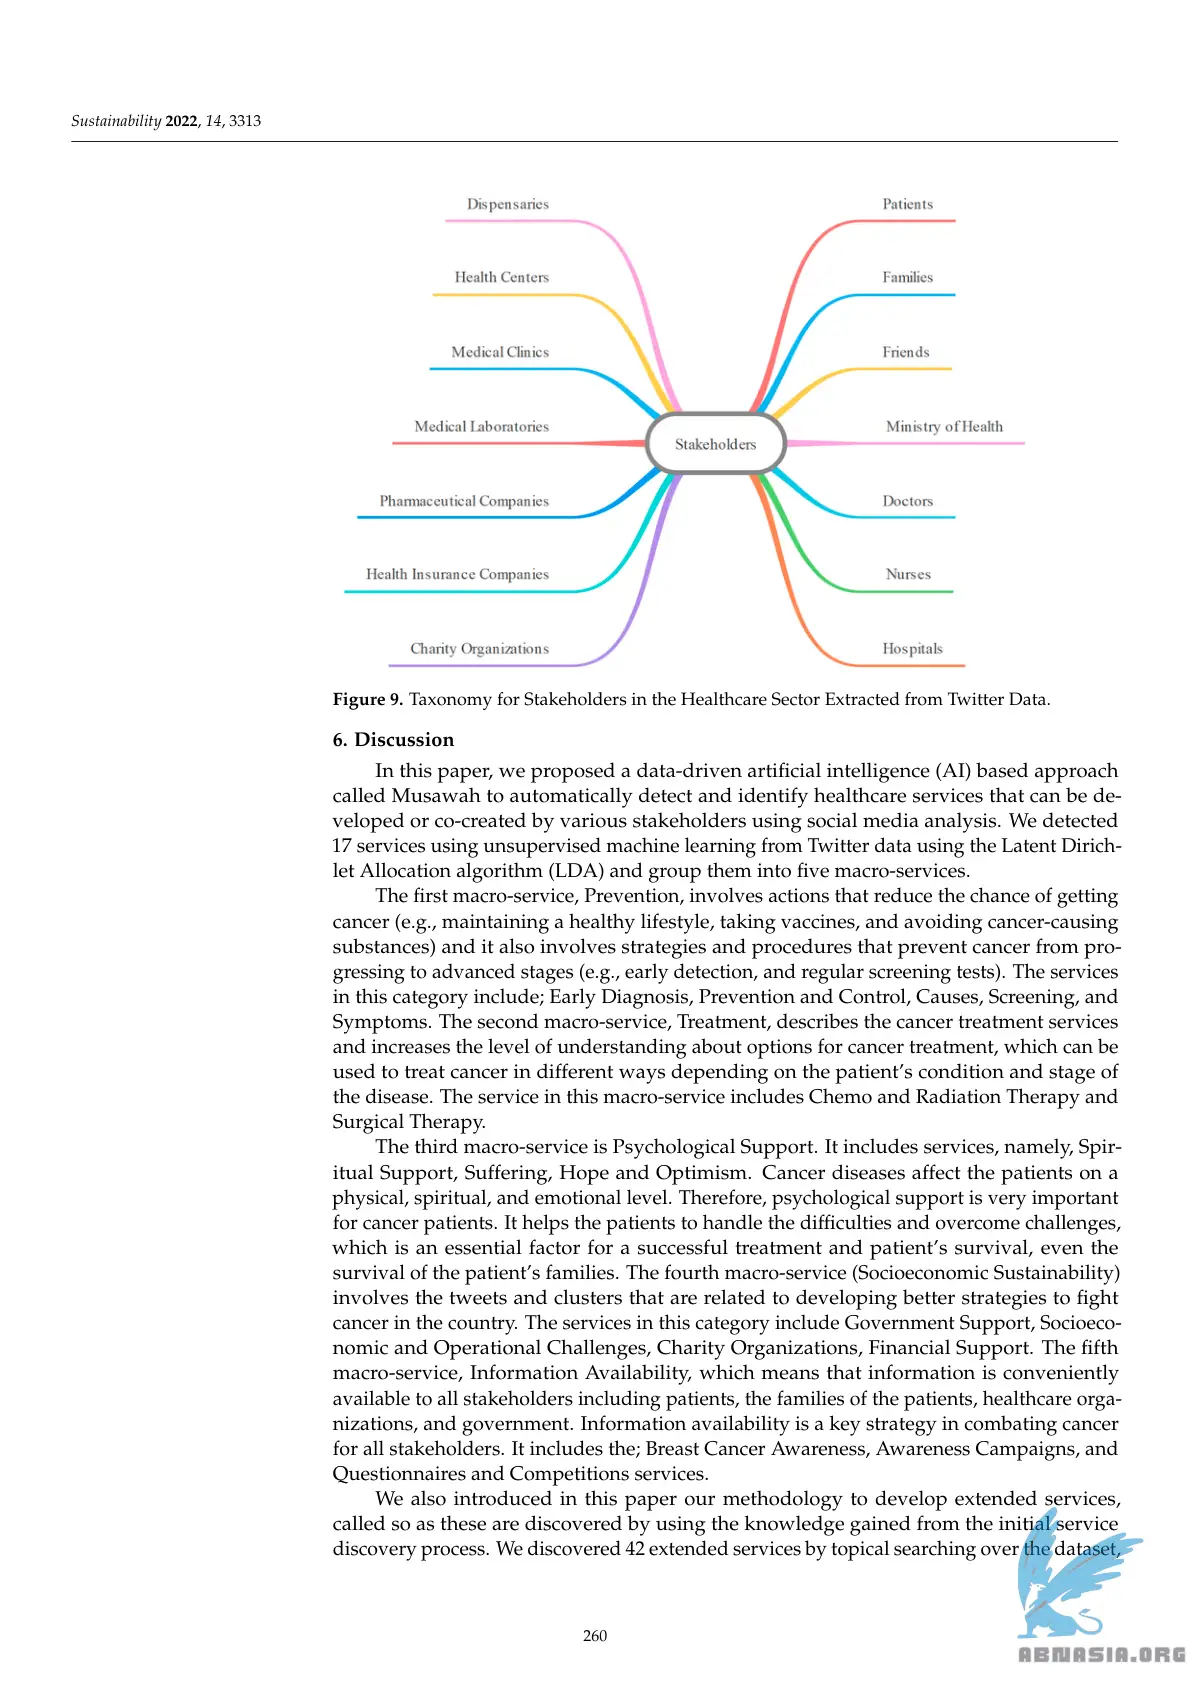 Sustainability 2022, 14, 3313
Dispensaries
Health Centers
Medical Clinics
Medical Laboratories
Pharmaceutical Companies
Health Insurance Companies
Charity Organizations
Stakeholders
Patients
Families
Friends
Ministry of Health
Doctors
Nurses
Hospitals
Figure 9. Taxonomy for Stakeholders in the Healthcare Sector Extracted from Twitter Data.
6. Discussion
In this paper, we proposed a data-driven artificial intelligence (AI) based approach
called Musawah to automatically detect and identify healthcare services that can be de-
veloped or co-created by various stakeholders using social media analysis. We detected
17 services using unsupervised machine learning from Twitter data using the Latent Dirich-
let Allocation algorithm (LDA) and group them into five macro-services.
The first macro-service, Prevention, involves actions that reduce the chance of getting
cancer (e.g., maintaining a healthy lifestyle, taking vaccines, and avoiding cancer-causing
substances) and it also involves strategies and procedures that prevent cancer from pro-
gressing to advanced stages (e.g., early detection, and regular screening tests). The services
in this category include; Early Diagnosis, Prevention and Control, Causes, Screening, and
Symptoms. The second macro-service, Treatment, describes the cancer treatment services
and increases the level of understanding about options for cancer treatment, which can be
used to treat cancer in different ways depending on the patient's condition and stage of
the disease. The service in this macro-service includes Chemo and Radiation Therapy and
Surgical Therapy.
The third macro-service is Psychological Support. It includes services, namely, Spir-
itual Support, Suffering, Hope and Optimism. Cancer diseases affect the patients on a
physical, spiritual, and emotional level. Therefore, psychological support is very important
for cancer patients. It helps the patients to handle the difficulties and overcome challenges,
which is an essential factor for a successful treatment and patient's survival, even the
survival of the patient's families. The fourth macro-service (Socioeconomic Sustainability)
involves the tweets and clusters that are related to developing better strategies to fight
cancer in the country. The services in this category include Government Support, Socioeco-
nomic and Operational Challenges, Charity Organizations, Financial Support. The fifth
macro-service, Information Availability, which means that information is conveniently
available to all stakeholders including patients, the families of the patients, healthcare orga-
nizations, and government. Information availability is a key strategy in combating cancer
for all stakeholders. It includes the; Breast Cancer Awareness, Awareness Campaigns, and
Questionnaires and Competitions services.
We also introduced in this paper our methodology to develop extended services,
called so as these are discovered by using the knowledge gained from the initial service
discovery process. We discovered 42 extended services by topical searching over the dataset,
260
ABNASIA.ORG